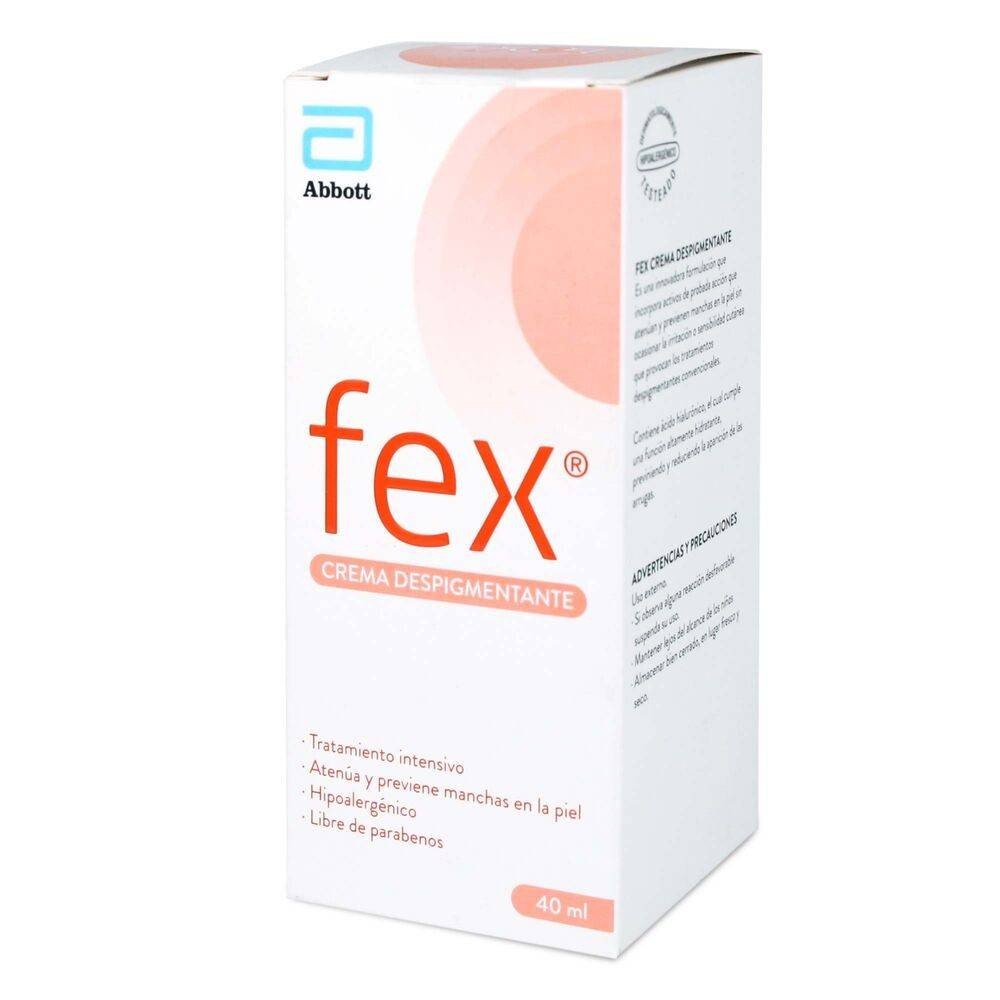 Abbott
fex®
CREMA DESPIGMENTANTE
· Tratamiento intensivo
· Atenúa y previene manchas en la piel
· Hipoalergénico
· Libre de parabenos
40 ml
DERMATOLÓGICAMENTE
HIPOALERGÉNICO
TESTEADO
FEX CREMA DESPIGMENTANTE
Es una innovadora formulación que
incorpora activos de probada acción que
atenúan y previenen manchas en la piel sin
ocasionar la irritación o sensibilidad cutánea
que provocan los tratamientos
despigmentantes convencionales.
Contiene ácido hialurónico, el cual cumple
una función altamente hidratante,
previniendo y reduciendo la aparición de las
arrugas.
ADVERTENCIAS Y PRECAUCIONES
Uso externo.
· Si observa alguna reacción desfavorable
suspenda su uso.
· Mantener lejos del alcance de los niños
· Almacenar bien cerrado, en lugar fresco y
seco.